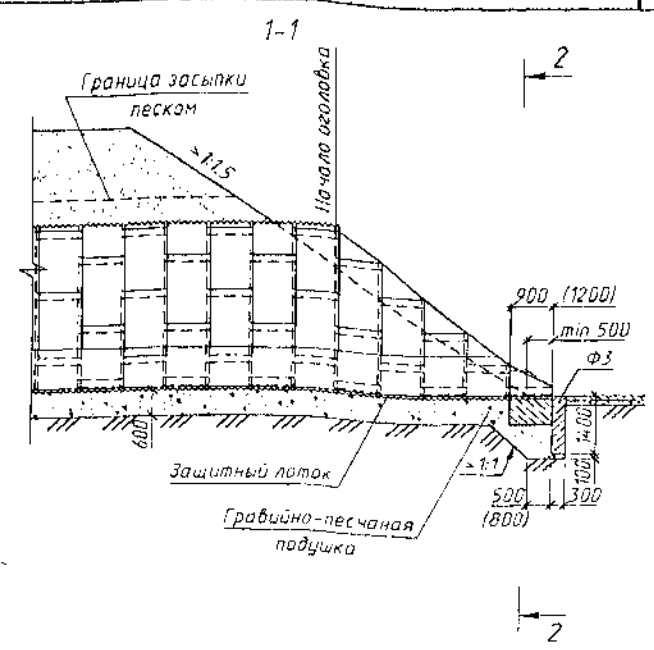 1-1
2
Граница засыпки
песком
Начало оголовка
>1:1.5
900 (1200)
min 500
Ф3
600
1400
100
Защитный лоток
>1:1
500
300
(800)
Гравийно-песчаная
подушка
2